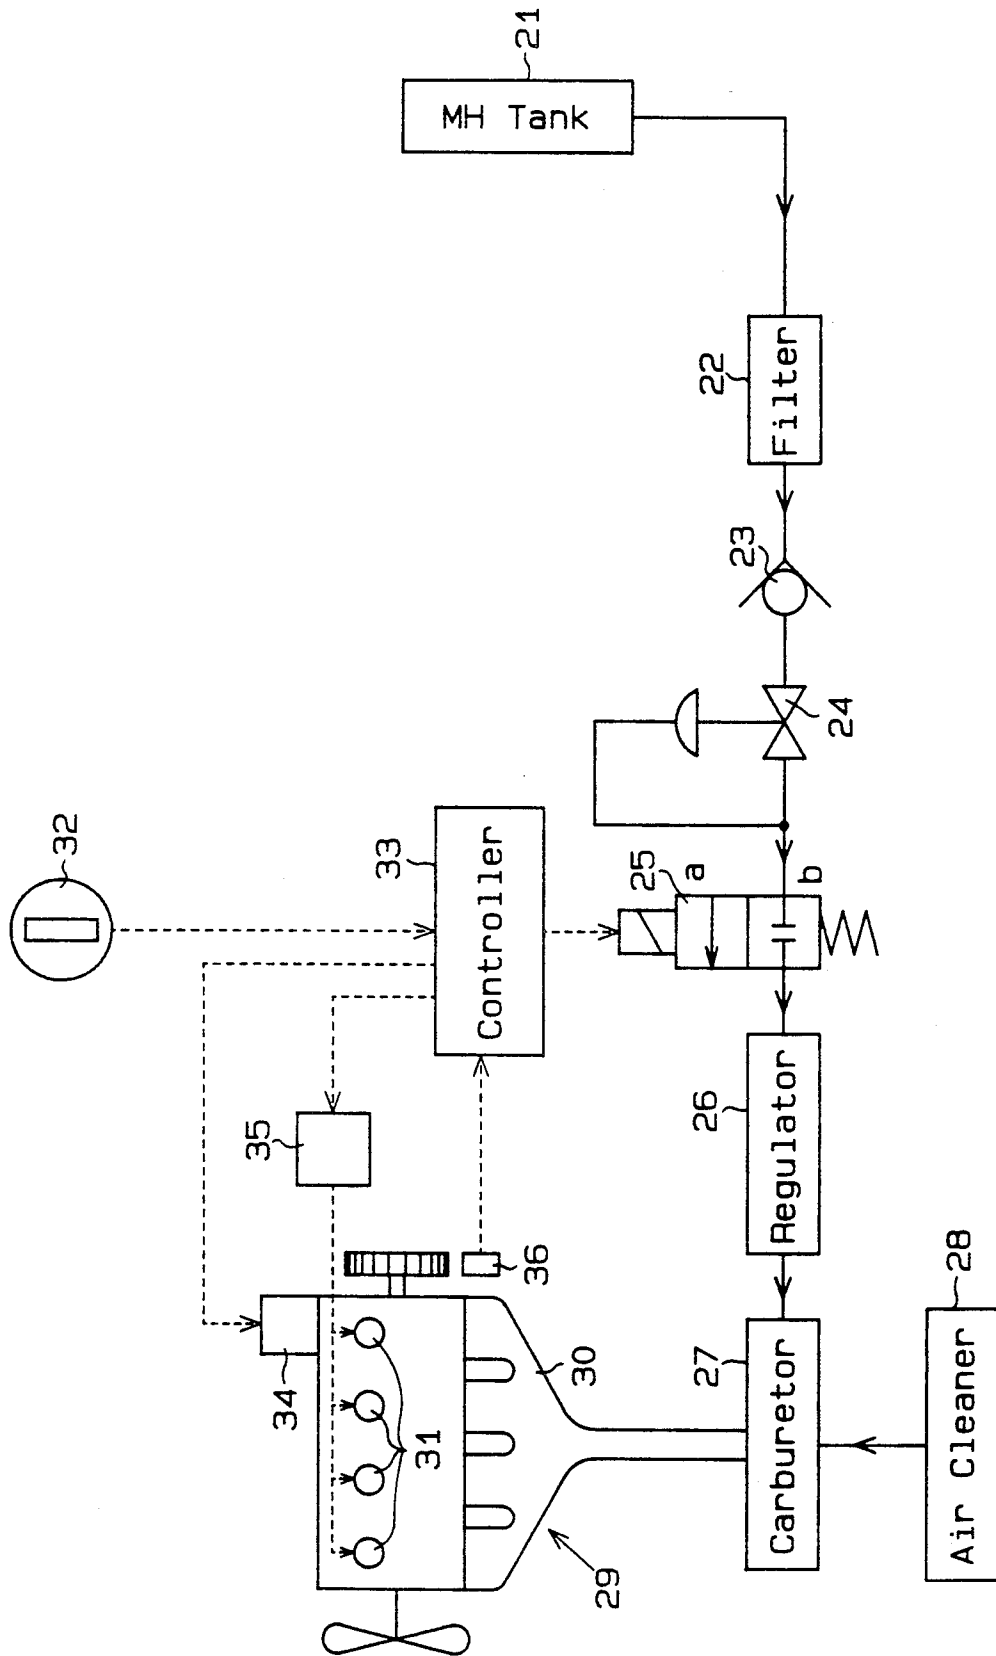 MH Tank
21
22
Filter
23
24
32
33
Controller
25
a
b
35
26
Regulator
36
34
31
30
29
27
Carburetor
28
Air Cleaner